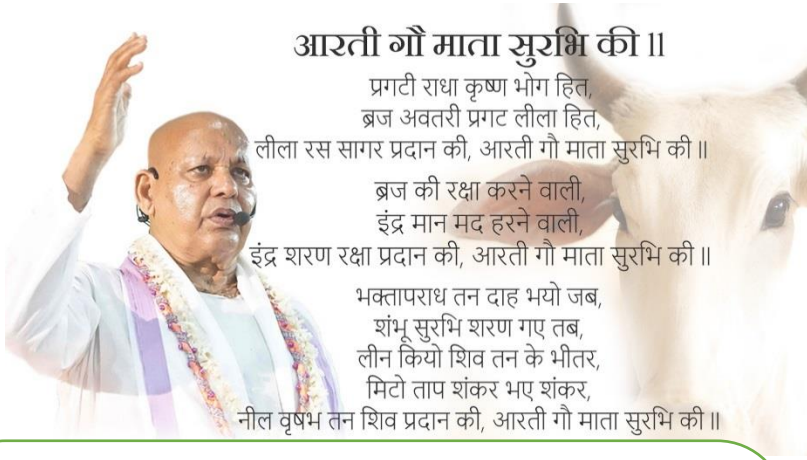 आरती गौ माता सुरभि की ॥
प्रगटी राधा कृष्ण भोग हित,
ब्रज अवतरी प्रगट लीला हित,
लीला रस सागर प्रदान की, आरती गौ माता सुरभि की ॥
ब्रज की रक्षा करने वाली,
इंद्र मान मद हरने वाली,
इंद्र शरण रक्षा प्रदान की, आरती गौ माता सुरभि की ॥
भक्तापराध तन दाह भयो जब,
शंभू सुरभि शरण गए तब,
लीन कियो शिव तन के भीतर,
मिटो ताप शंकर भए शंकर,
नील वृषभ तन शिव प्रदान की, आरती गौ माता सुरभि की ॥